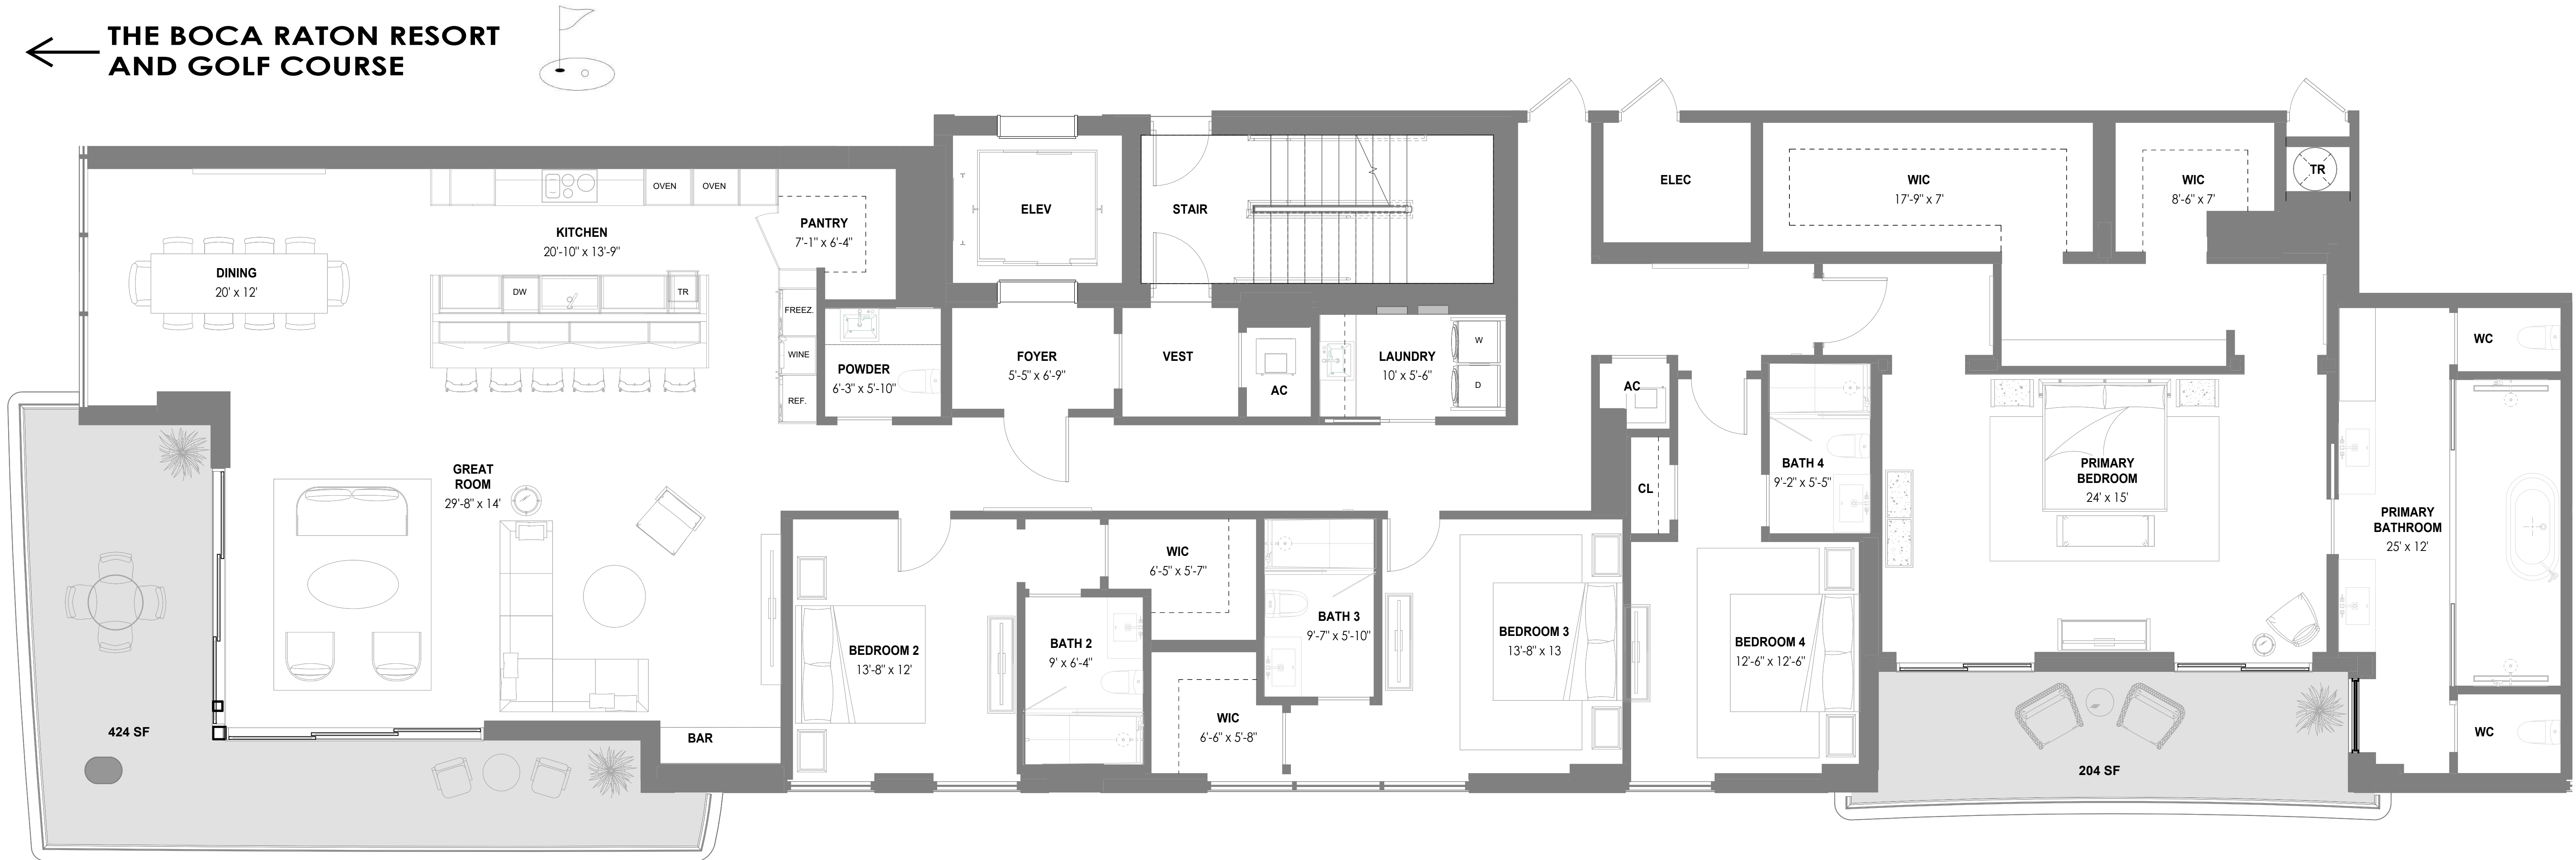 THE BOCA RATON RESORT
AND GOLF COURSE
ELEV
STAIR
ELEC
WIC
17'-9" x 7'
WIC
8'-6" x 7'
TR
OVEN
OVEN
KITCHEN
20'-10" x 13'-9"
PANTRY
7'-1" x 6'-4"
DINING
20' x 12'
DW
TR
FREEZ.
WINE
REF.
POWDER
6'-3" x 5'-10"
FOYER
5'-5" x 6'-9"
VEST
AC
LAUNDRY
10' x 5'-6"
W
D
AC
CL
BATH 4
9'-2" x 5'-5"
PRIMARY
BEDROOM
24' x 15'
PRIMARY
BATHROOM
25' x 12'
WC
WC
GREAT
ROOM
29'-8" x 14'
424 SF
BAR
BEDROOM 2
13'-8" x 12'
WIC
6'-5" x 5'-7"
BATH 2
9' x 6'-4"
WIC
6'-6" x 5'-8"
BATH 3
9'-7" x 5'-10"
BEDROOM 3
13'-8" x 13
BEDROOM 4
12'-6" x 12'-6"
204 SF